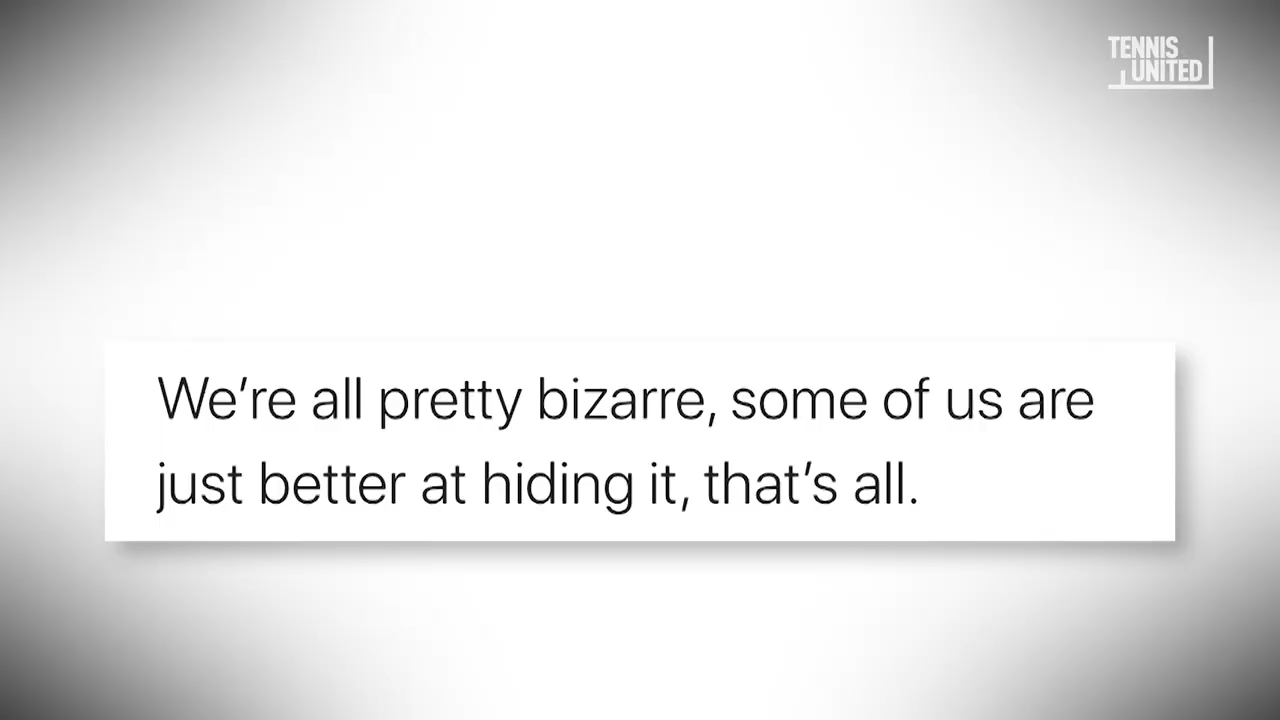 TENNIS
UNITED
We're all pretty bizarre, some of us are
just better at hiding it, that's all.